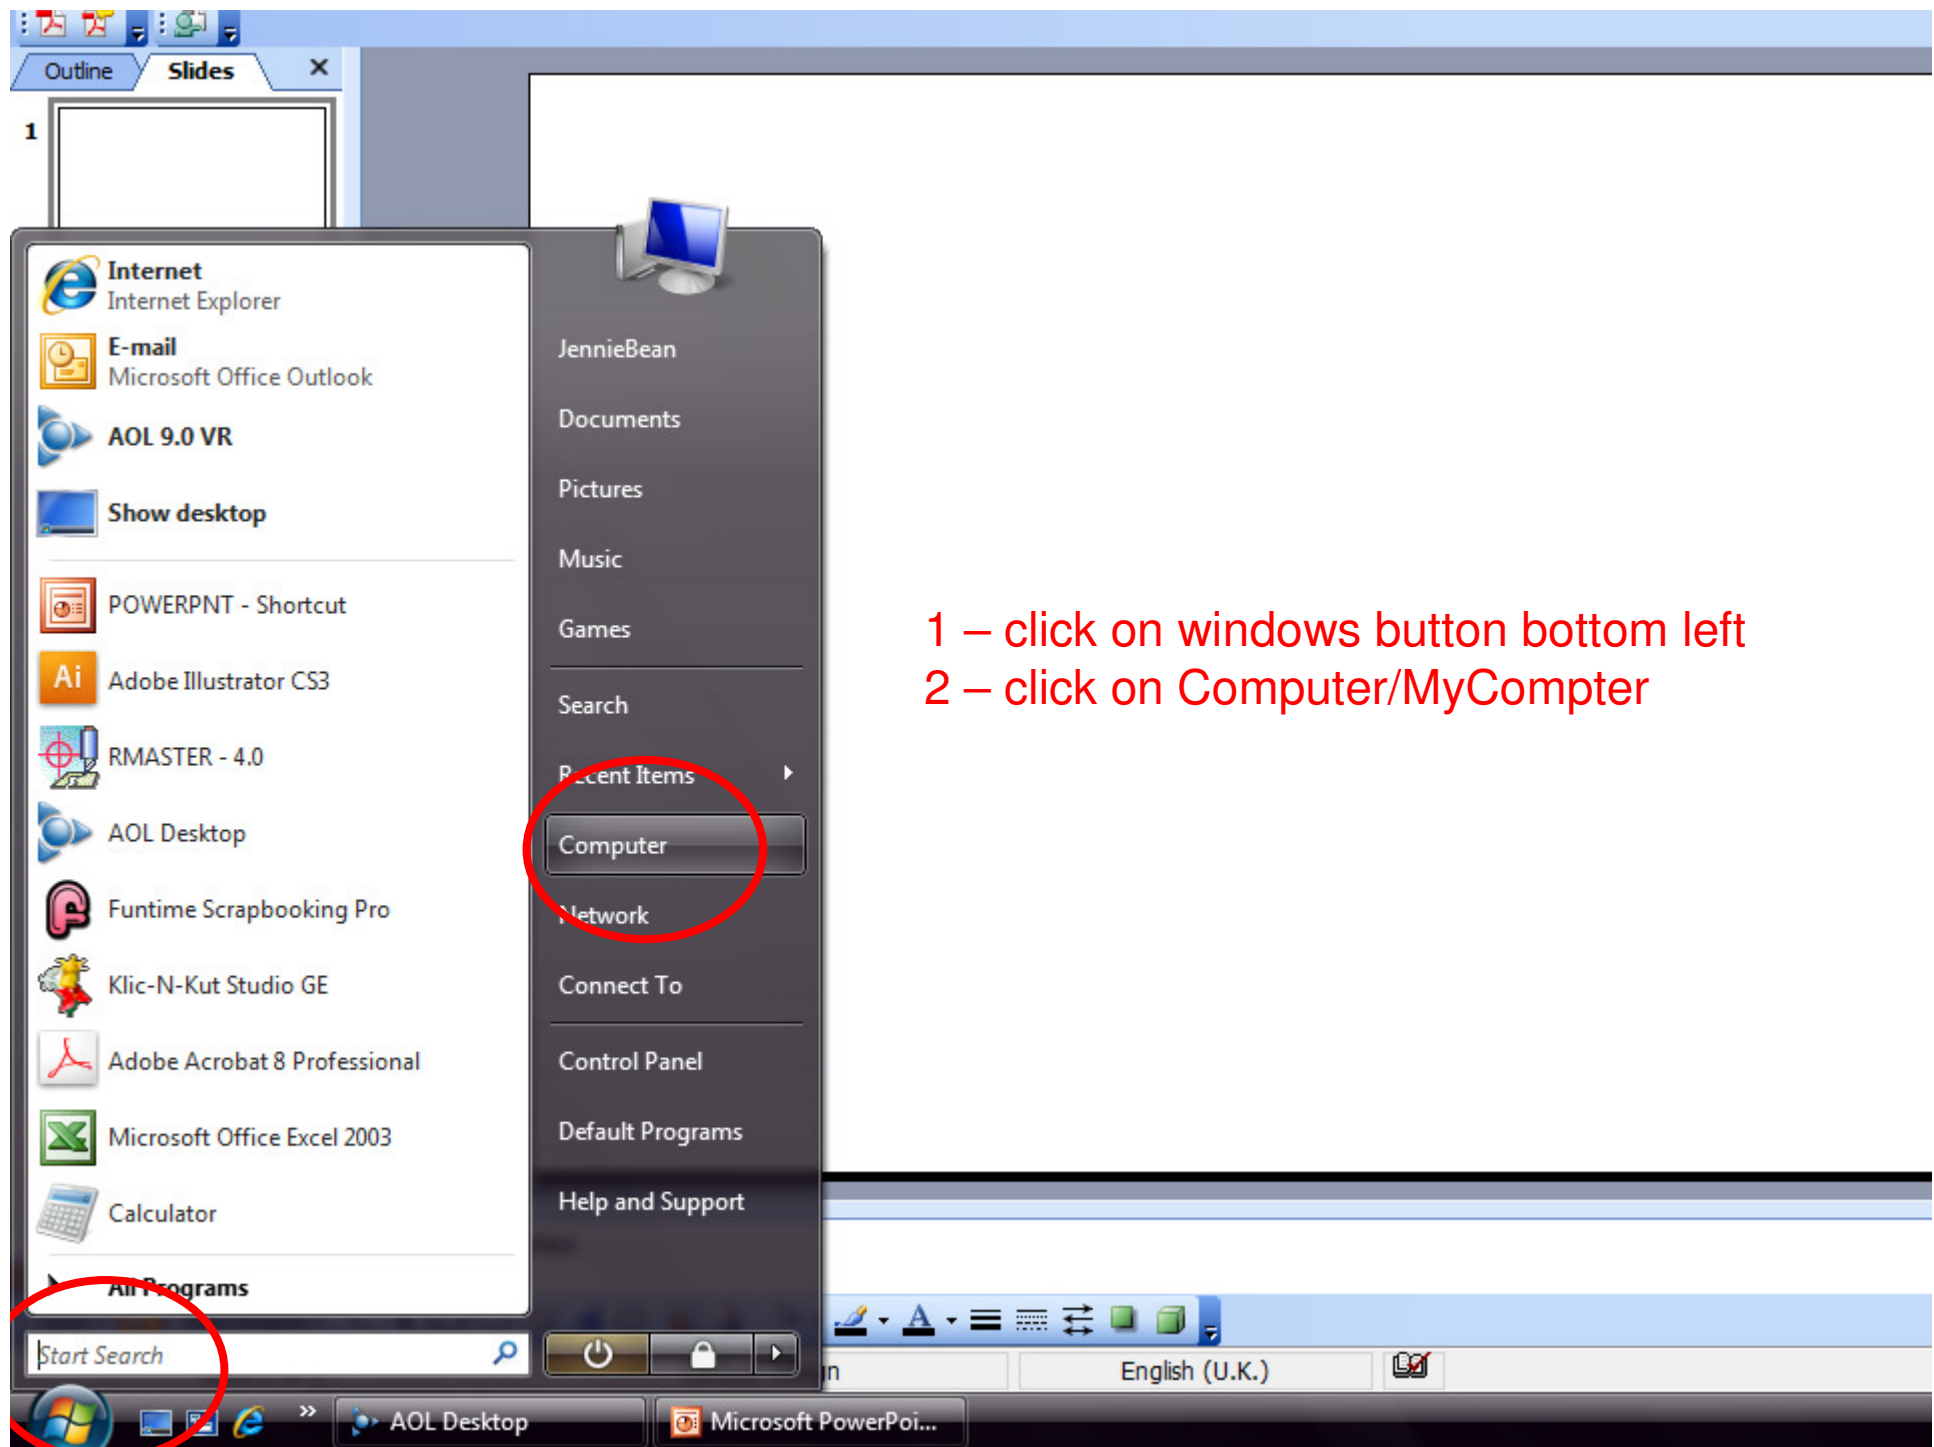 Outline Slides
1
Internet
Internet Explorer
E-mail
Microsoft Office Outlook
AOL 9.0 VR
Show desktop
POWERPNT - Shortcut
Ai Adobe Illustrator CS3
RMASTER - 4.0
AOL Desktop
Funtime Scrapbooking Pro
Klic-N-Kut Studio GE
Adobe Acrobat 8 Professional
Microsoft Office Excel 2003
Calculator
All Programs
Start Search
JennieBean
Documents
Pictures
Music
Games
Search
Recent Items
Computer
Network
Connect To
Control Panel
Default Programs
Help and Support
1 – click on windows button bottom left
2 – click on Computer/MyCompter
English (U.K.)
AOL Desktop
Microsoft PowerPoi...